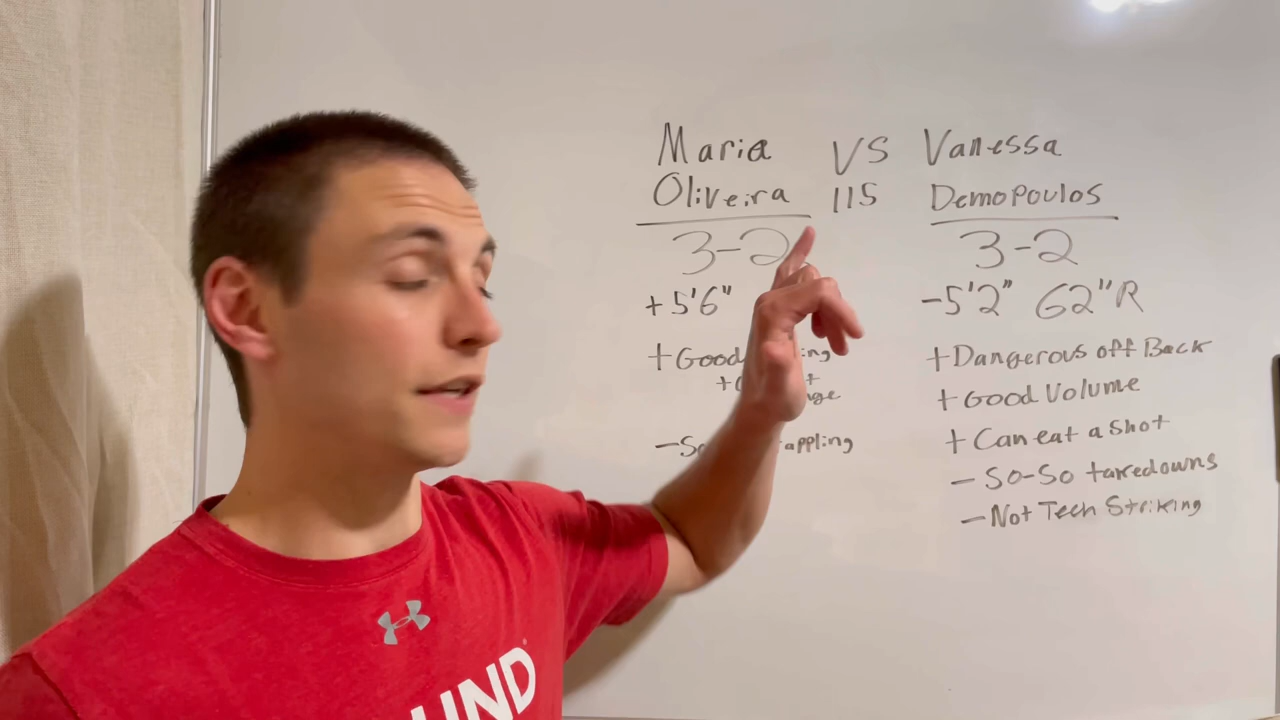 Maria VS Vanessa
Oliveira 115 Demopoulos
3-2 3-2
+5'6" -5'2" 62"R
+Good +Dangerous off Back
+Good Volume
+Can eat a shot
- So-So takedowns
-Not Tech Striking